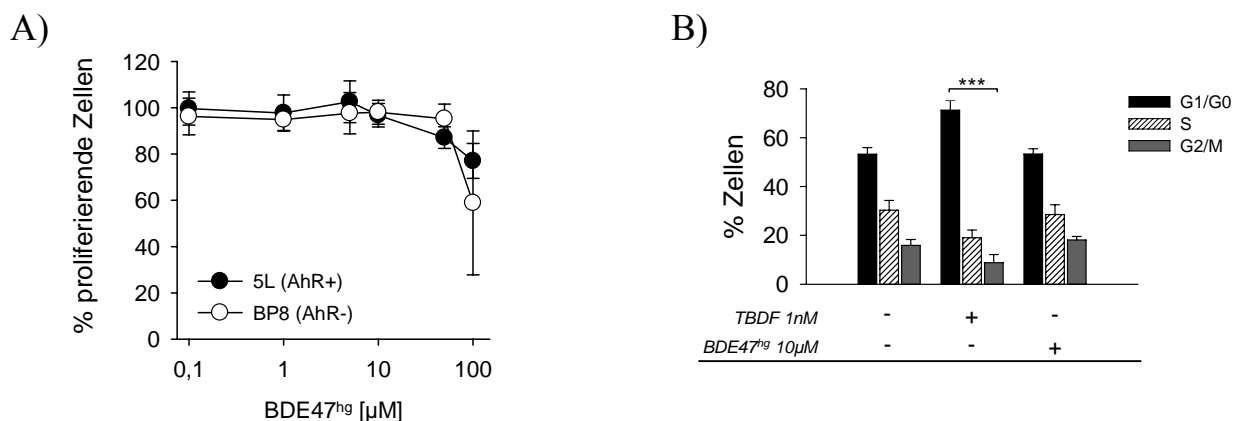 A)
120
100
80
60
40
20
0
% proliferierende Zellen
5L (AhR+)
BP8 (AhR-)
0,1 1 10 100
BDE47ʰᵍ [µM]
B)
***
80
60
40
20
0
% Zellen
G1/G0
S
G2/M
TBDF 1nM - + -
BDE47ʰᵍ 10µM - - +